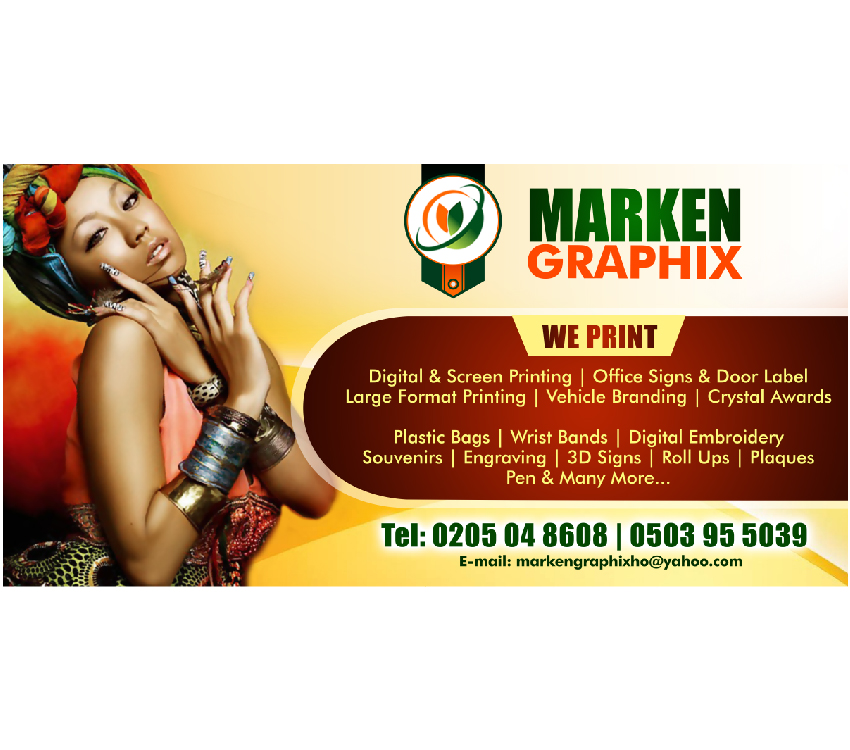 MARKEN
GRAPHIX
WE PRINT
Digital & Screen Printing | Office Signs & Door Label
Large Format Printing | Vehicle Branding | Crystal Awards
Plastic Bags | Wrist Bands | Digital Embroidery
Souvenirs | Engraving | 3D Signs | Roll Ups | Plaques
Pen & Many More...
Tel: 0205 04 8608 | 0503 95 5039
E-mail: markengraphixho@yahoo.com